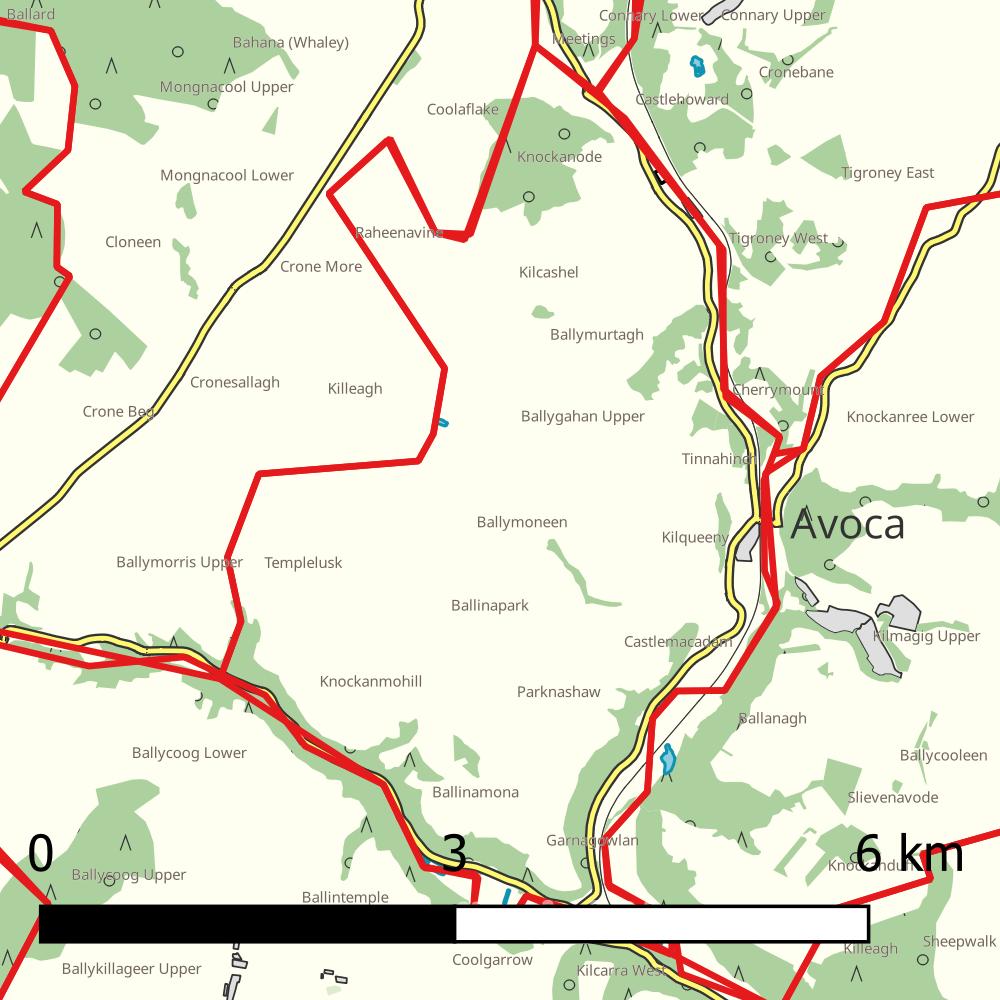 Ballard
Connary Lower
Connary Upper
Bahana (Whaley)
Meetings
Cronebane
Mongnacool Upper
Castlehoward
Coolaflake
Knockanode
Mongnacool Lower
Tigroney East
Raheenavine
Tigroney West
Cloneen
Crone More
Kilcashel
Ballymurtagh
Cronesallagh
Killeagh
Cherrymount
Crone Beg
Ballygahan Upper
Knockanree Lower
Tinnahinch
Ballymoneen
Avoca
Kilqueeny
Ballymorris Upper
Templelusk
Ballinapark
Castlemacadam
Kilmagig Upper
Knockanmohill
Parknashaw
Ballanagh
Ballycoog Lower
Ballycooleen
Ballinamona
Slievenavode
Garnagowlan
0 3 6 km
Ballycoog Upper
Ballintemple
Killeagh
Sheepwalk
Coolgarrow
Ballykillageer Upper
Kilcarra West